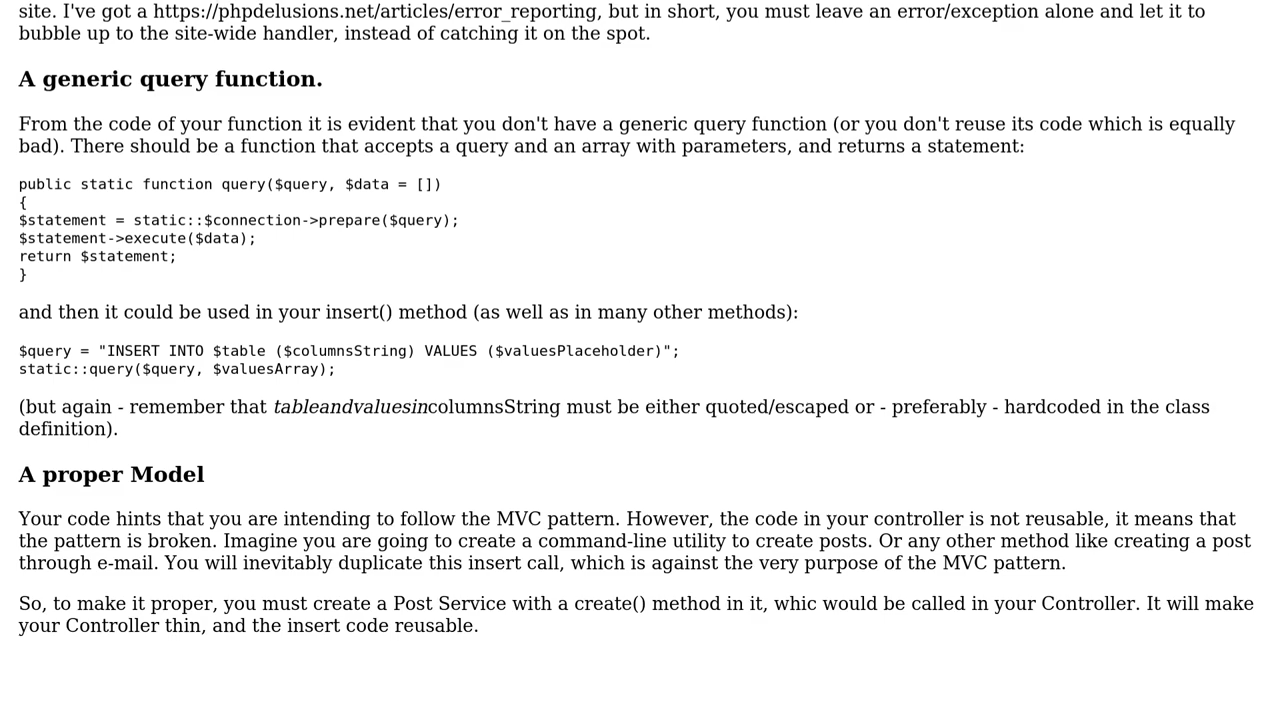 site. I've got a https://phpdelusions.net/articles/error_reporting, but in short, you must leave an error/exception alone and let it to
bubble up to the site-wide handler, instead of catching it on the spot.
A generic query function.
From the code of your function it is evident that you don't have a generic query function (or you don't reuse its code which is equally
bad). There should be a function that accepts a query and an array with parameters, and returns a statement:
public static function query($query, $data = [])
{
$statement = static::$connection->prepare($query);
$statement->execute($data);
return $statement;
}
and then it could be used in your insert() method (as well as in many other methods):
$query = "INSERT INTO $table ($columnsString) VALUES ($valuesPlaceholder)";
static::query($query, $valuesArray);
(but again - remember that tableandvaluesincolumnsString must be either quoted/escaped or - preferably - hardcoded in the class
definition).
A proper Model
Your code hints that you are intending to follow the MVC pattern. However, the code in your controller is not reusable, it means that
the pattern is broken. Imagine you are going to create a command-line utility to create posts. Or any other method like creating a post
through e-mail. You will inevitably duplicate this insert call, which is against the very purpose of the MVC pattern.
So, to make it proper, you must create a Post Service with a create() method in it, whic would be called in your Controller. It will make
your Controller thin, and the insert code reusable.